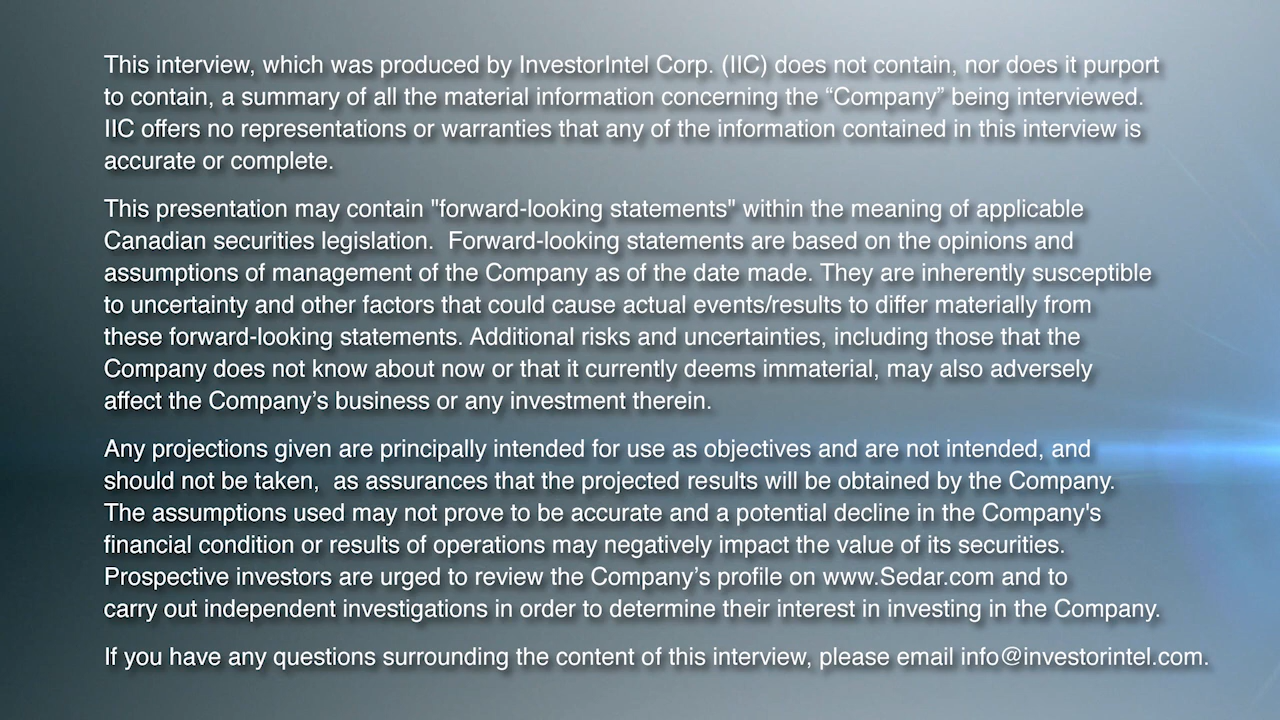 This interview, which was produced by InvestorIntel Corp. (IIC) does not contain, nor does it purport
to contain, a summary of all the material information concerning the “Company” being interviewed.
IIC offers no representations or warranties that any of the information contained in this interview is
accurate or complete.
This presentation may contain "forward-looking statements" within the meaning of applicable
Canadian securities legislation.  Forward-looking statements are based on the opinions and
assumptions of management of the Company as of the date made. They are inherently susceptible
to uncertainty and other factors that could cause actual events/results to differ materially from
these forward-looking statements. Additional risks and uncertainties, including those that the
Company does not know about now or that it currently deems immaterial, may also adversely
affect the Company’s business or any investment therein.
Any projections given are principally intended for use as objectives and are not intended, and
should not be taken,  as assurances that the projected results will be obtained by the Company.
The assumptions used may not prove to be accurate and a potential decline in the Company's
financial condition or results of operations may negatively impact the value of its securities.
Prospective investors are urged to review the Company’s profile on www.Sedar.com and to
carry out independent investigations in order to determine their interest in investing in the Company.
If you have any questions surrounding the content of this interview, please email info@investorintel.com.